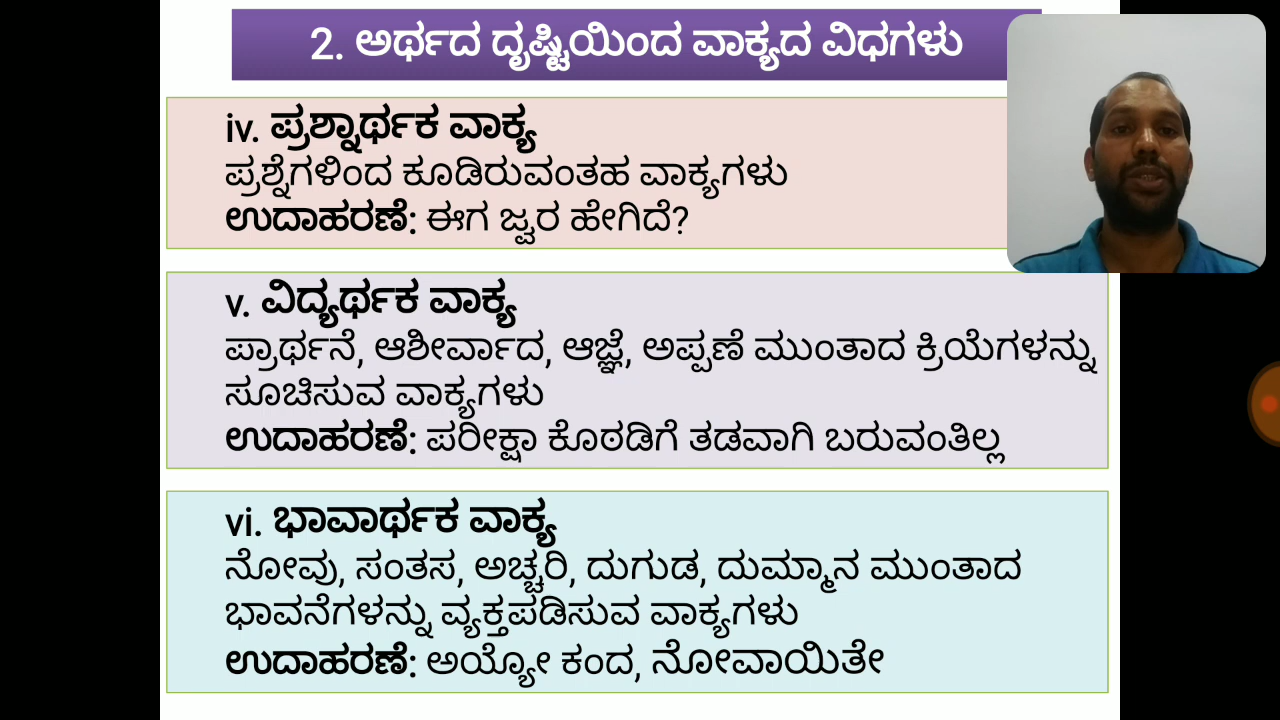 2. ಅರ್ಥದ ದೃಷ್ಟಿಯಿಂದ ವಾಕ್ಯದ ವಿಧಗಳು
iv. ಪ್ರಶ್ನಾರ್ಥಕ ವಾಕ್ಯ
ಪ್ರಶ್ನೆಗಳಿಂದ ಕೂಡಿರುವಂತಹ ವಾಕ್ಯಗಳು
ಉದಾಹರಣೆ: ಈಗ ಜ್ವರ ಹೇಗಿದೆ?
v. ವಿದ್ಯರ್ಥಕ ವಾಕ್ಯ
ಪ್ರಾರ್ಥನೆ, ಆಶೀರ್ವಾದ, ಆಜ್ಞೆ, ಅಪ್ಪಣೆ ಮುಂತಾದ ಕ್ರಿಯೆಗಳನ್ನು
ಸೂಚಿಸುವ ವಾಕ್ಯಗಳು
ಉದಾಹರಣೆ: ಪರೀಕ್ಷಾ ಕೊಠಡಿಗೆ ತಡವಾಗಿ ಬರುವಂತಿಲ್ಲ
vi. ಭಾವಾರ್ಥಕ ವಾಕ್ಯ
ನೋವು, ಸಂತಸ, ಅಚ್ಚರಿ, ದುಗುಡ, ದುಮ್ಮಾನ ಮುಂತಾದ
ಭಾವನೆಗಳನ್ನು ವ್ಯಕ್ತಪಡಿಸುವ ವಾಕ್ಯಗಳು
ಉದಾಹರಣೆ: ಅಯ್ಯೋ ಕಂದ, ನೋವಾಯಿತೇ